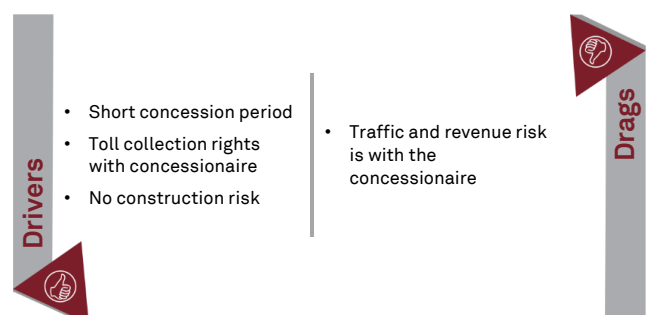 Drivers
• Short concession period
• Toll collection rights
with concessionaire
• No construction risk
• Traffic and revenue risk
is with the
concessionaire
Drags